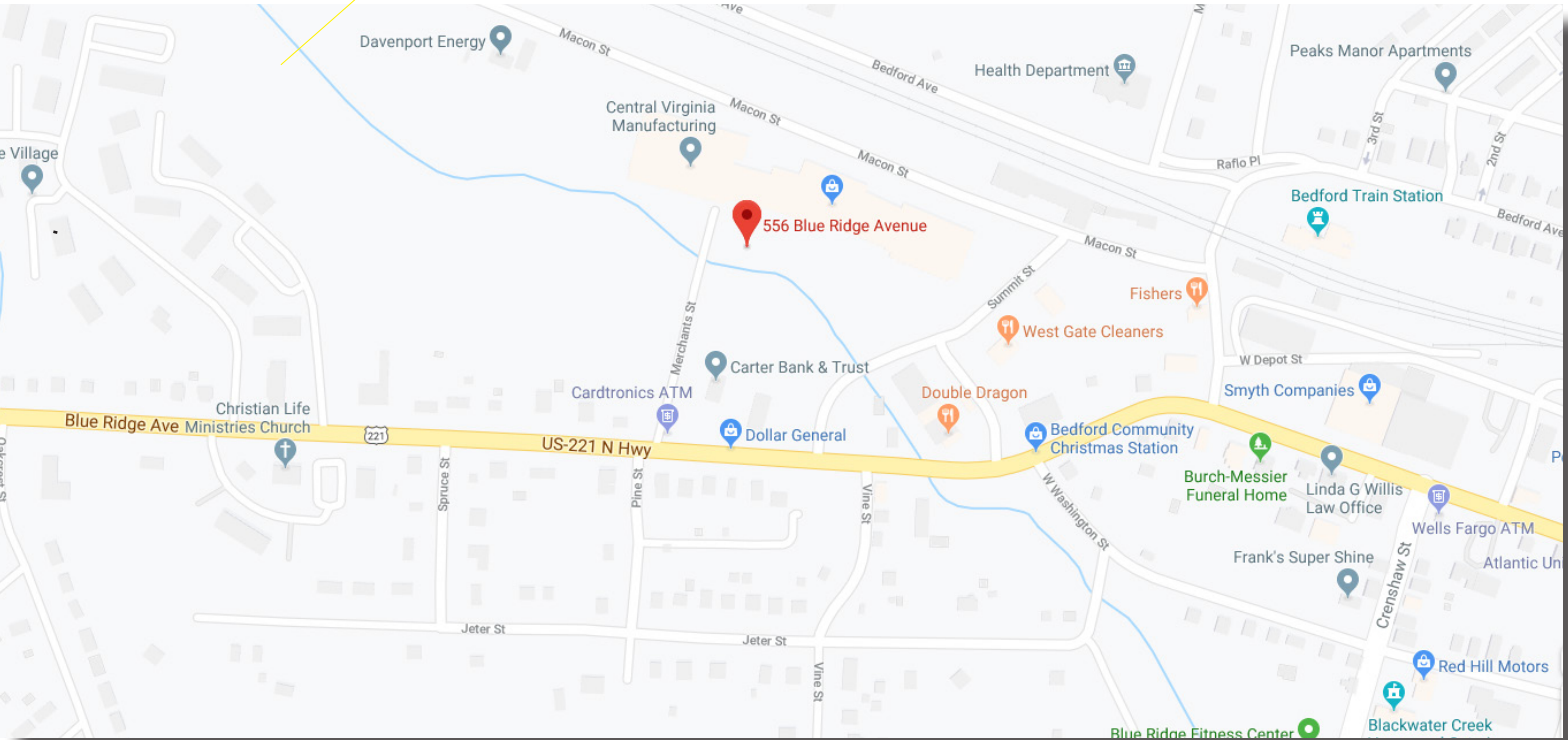 Ave
M
Davenport Energy
Macon St
Bedford Ave
Health Department
Peaks Manor Apartments
Central Virginia
Manufacturing
Macon St
3rd St
2nd St
e Village
Macon St
Raflo Pl
Bedford Train Station
Bedford Ave
556 Blue Ridge Avenue
Macon St
Summit St
Fishers
Merchants St
West Gate Cleaners
W Depot St
Carter Bank & Trust
Cardtronics ATM
Double Dragon
Smyth Companies
Christian Life
Ministries Church
Blue Ridge Ave
221
US-221 N Hwy
Dollar General
Bedford Community
Christmas Station
Oakcrest St
Spruce St
Pine St
Vine St
W Washington St
Burch-Messier
Funeral Home
Linda G Willis
Law Office
Wells Fargo ATM
Frank's Super Shine
Atlantic Un
Crenshaw St
Jeter St
Jeter St
Vine St
Red Hill Motors
Blackwater Creek
Blue Ridge Fitness Center